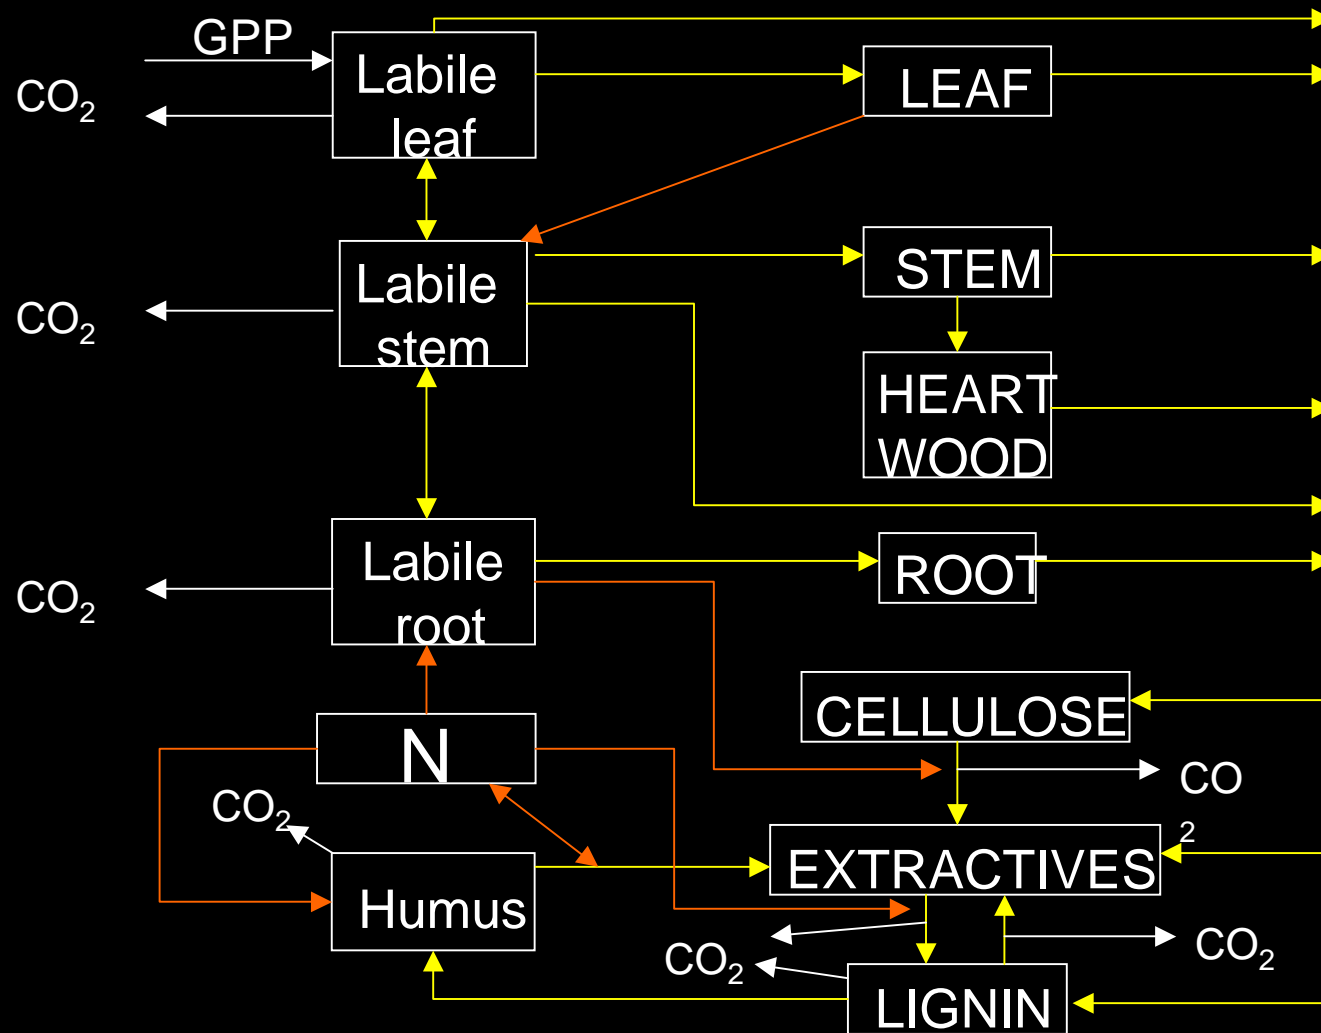 GPP
Labile
leaf
CO2
LEAF
Labile
stem
CO2
STEM
HEART
WOOD
Labile
root
CO2
ROOT
CELLULOSE
N
CO
2
CO2
EXTRACTIVES
Humus
CO2
CO2
LIGNIN